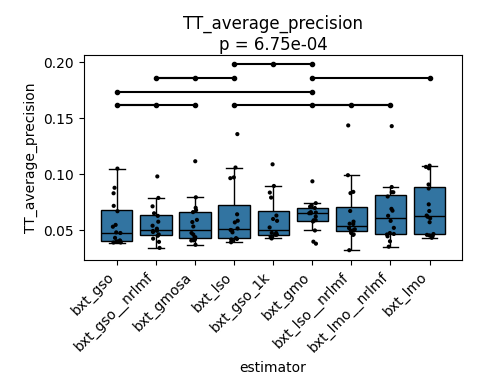 TT_average_precision
p = 6.75e-04
TT_average_precision
0.20
0.15
0.10
0.05
bxt_gso
bxt_gso__nrlmf
bxt_gmosa
bxt_lso
bxt_gso_1k
bxt_gmo
bxt_lso__nrlmf
bxt_lmo__nrlmf
bxt_lmo
estimator